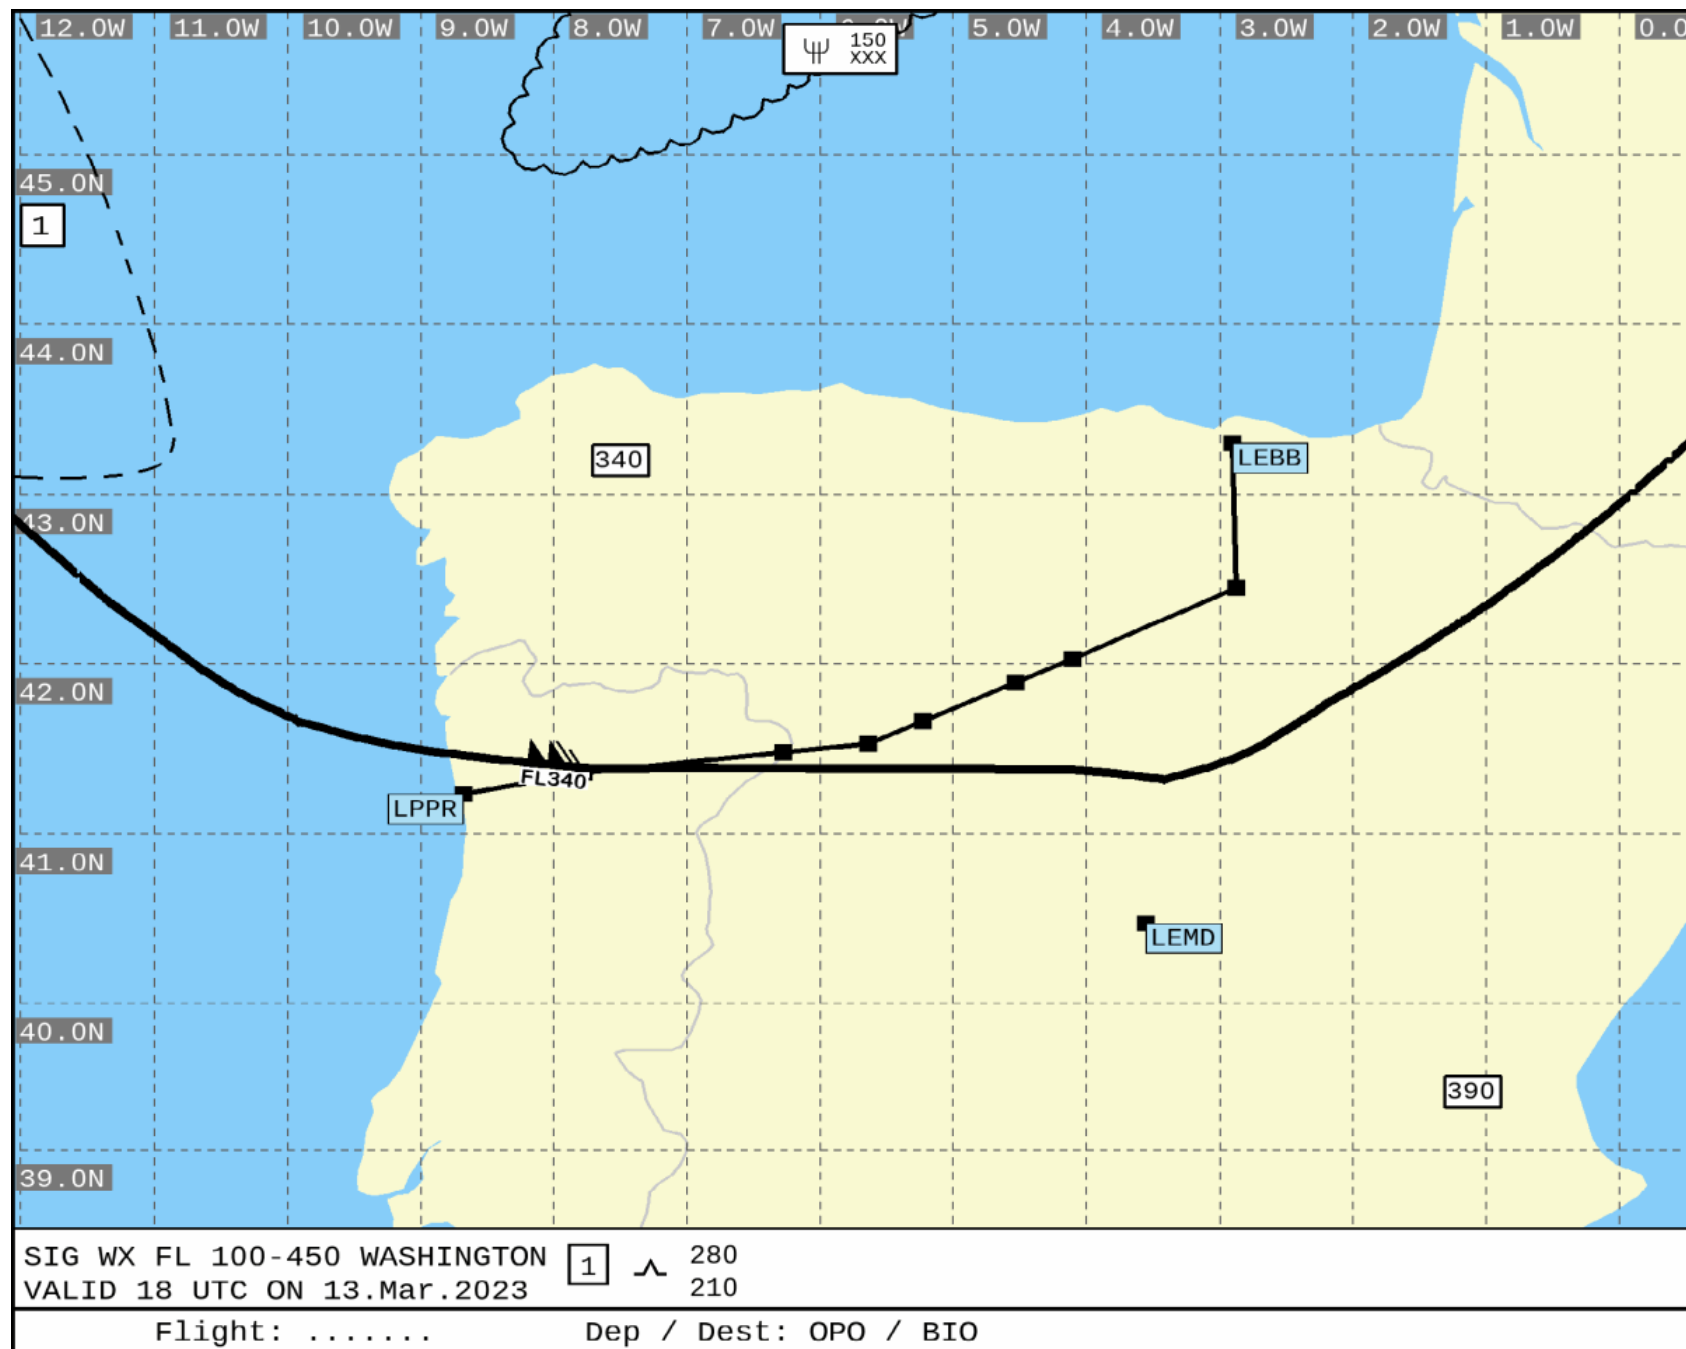 12.0W 11.0W 10.0W 9.0W 8.0W 7.0W 5.0W 4.0W 3.0W 2.0W 1.0W 0.0
150
XXX
45.0N
1
44.0N
340
LEBB
43.0N
42.0N
FL340
LPPR
41.0N
LEMD
40.0N
390
39.0N
SIG WX FL 100-450 WASHINGTON
VALID 18 UTC ON 13.Mar.2023
1
280
210
Flight: ....... Dep / Dest: OPO / BIO